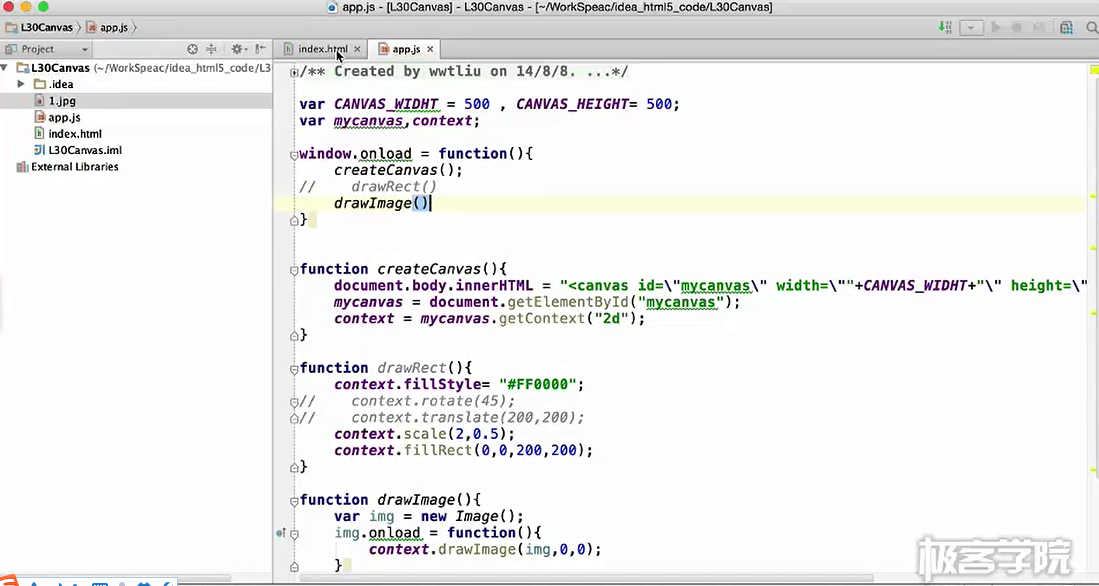 app.js - [L30Canvas] - L30Canvas - [~/WorkSpeac/idea_html5_code/L30Canvas]
L30Canvas app.js
Project
index.html app.js
L30Canvas (~/WorkSpeac/idea_html5_code/L3
.idea
1.jpg
app.js
index.html
L30Canvas.iml
External Libraries
/** Created by wwtliu on 14/8/8. ...*/
var CANVAS_WIDHT = 500 , CANVAS_HEIGHT= 500;
var mycanvas,context;
window.onload = function(){
createCanvas();
// drawRect()
drawImage()
}
function createCanvas(){
document.body.innerHTML = "<canvas id=\"mycanvas\" width=\""+CANVAS_WIDHT+"\" height=\"
mycanvas = document.getElementById("mycanvas");
context = mycanvas.getContext("2d");
}
function drawRect(){
context.fillStyle= "#FF0000";
// context.rotate(45);
// context.translate(200,200);
context.scale(2,0.5);
context.fillRect(0,0,200,200);
}
function drawImage(){
var img = new Image();
img.onload = function(){
context.drawImage(img,0,0);
}
极客学院